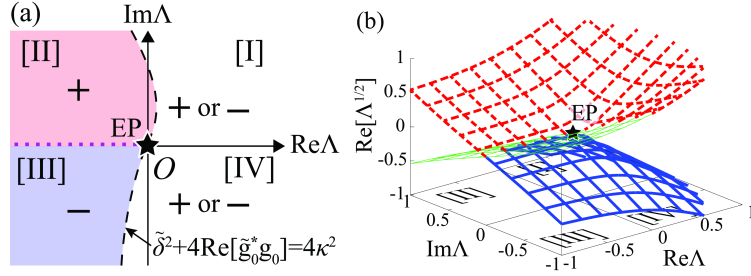 (a)
ImΛ
[II]
[I]
+
EP
+ or −
ReΛ
[III]
O
[IV]
−
+ or −
δ̃²+4Re[g̃₀*g₀]=4κ²
(b)
Re[Λ^{1/2}]
1
0.5
0
-0.5
-1
EP
[III]
[IV]
1
0.5
0
-0.5
-1
ImΛ
-1
-0.5
0
0.5
1
ReΛ